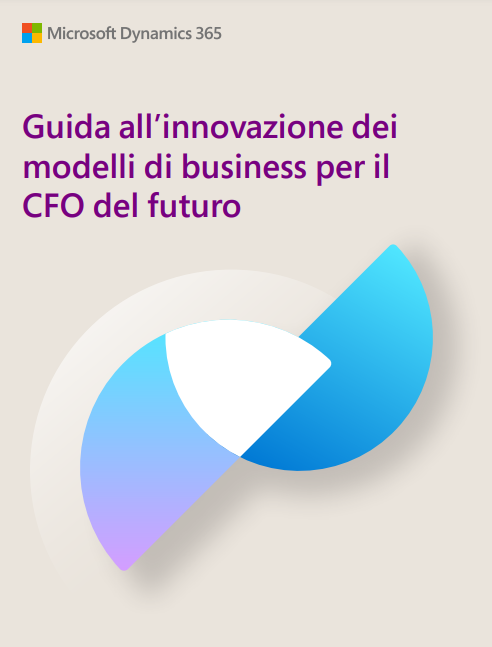 Microsoft Dynamics 365
Guida all’innovazione dei
modelli di business per il
CFO del futuro